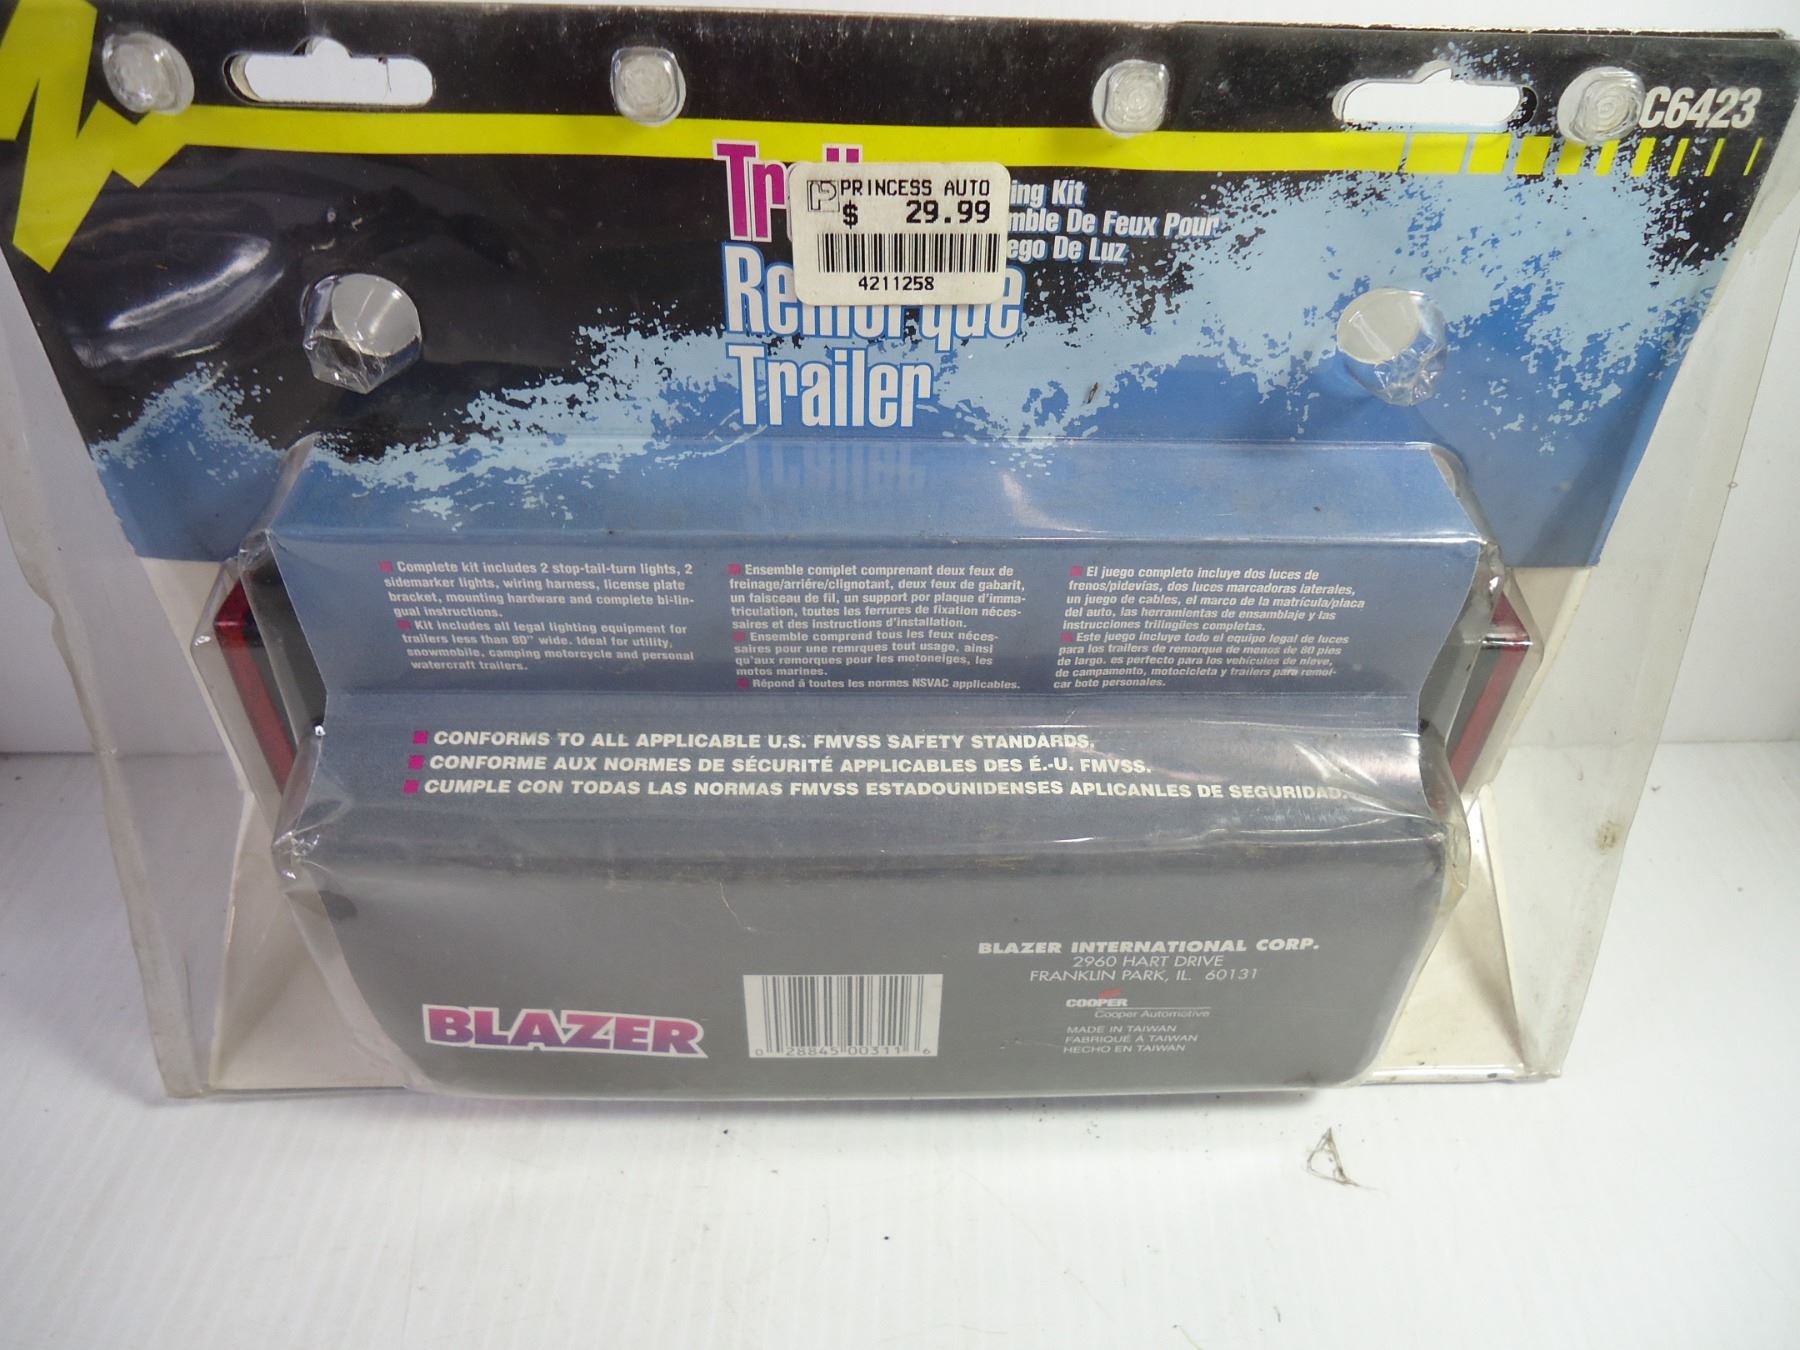 C6423
PRINCESS AUTO
$ 29.99
4211258
Kit
De Feux Pour
De Luz
Remorque
Trailer
Complete kit includes 2 stop-tail-turn lights, 2
sidemarker lights, wiring harness, license plate
bracket, mounting hardware and complete bi-lin-
gual instructions.
Kit includes all legal lighting equipment for
trailers less than 80" wide. Ideal for utility,
snowmobile, camping motorcycle and personal
watercraft trailers.
Ensemble complet comprenant deux feux de
freinage/arriére/clignotant, deux feux de gabarit,
un faisceau de fil, un support por plaque d'imma-
triculation, toutes les ferrures de fixation néces-
saires et des instructions d'installation.
Ensemble comprend tous les feux néces-
saires pour une remrques tout usage, ainsi
qu'aux remorques pour les motoneiges, les
motos marines.
Répond á toutes les normes NSVAC applicables.
El juego completo incluye dos luces de
frenos/pidevías, dos luces marcadoras laterales,
un juego de cables, el marco de la matrícula/placa
del auto, las herramientas de ensamblaje y las
instrucciones trilingües completas.
Este juego incluye todo el equipo legal de luces
para los trailers de remorque de menos de 80 pies
de largo. es perfecto para los vehículos de nieve,
de campamento, motocicleta y trailers para remol-
car bote personales.
CONFORMS TO ALL APPLICABLE U.S. FMVSS SAFETY STANDARDS.
CONFORME AUX NORMES DE SÉCURITÉ APPLICABLES DES É.-U. FMVSS.
CUMPLE CON TODAS LAS NORMAS FMVSS ESTADOUNIDENSES APLICANLES DE SEGURIDAD.
BLAZER INTERNATIONAL CORP.
2960 HART DRIVE
FRANKLIN PARK, IL. 60131
COOPER
Cooper Automotive
MADE IN TAIWAN
FABRIQUÉ À TAIWAN
HECHO EN TAIWAN
BLAZER
0 28845 00311 6